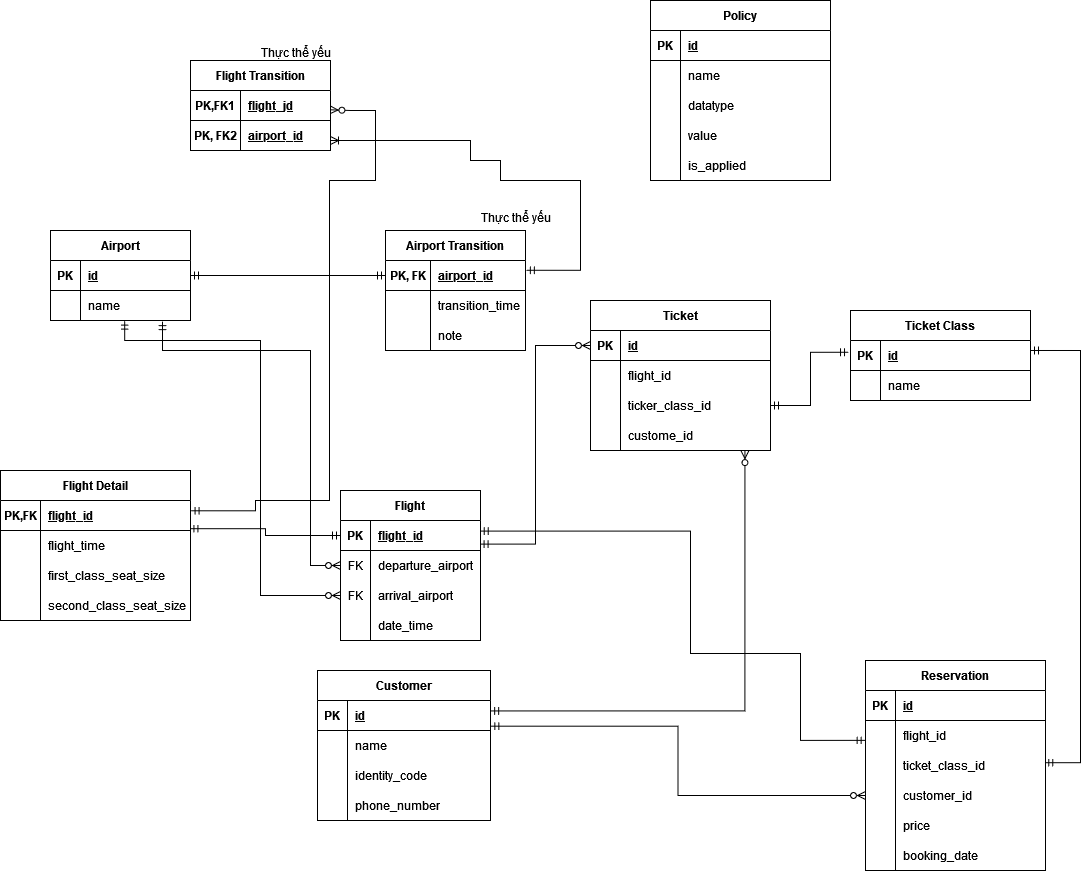 Policy
PK id
name
datatype
value
is_applied
Thực thể yếu
Flight Transition
PK,FK1 flight_jd
PK, FK2 airport_id
Thực thể yếu
Airport
PK id
name
Airport Transition
PK, FK airport_id
transition_time
note
Ticket
PK id
flight_id
ticker_class_id
custome_id
Ticket Class
PK id
name
Flight Detail
PK,FK flight_id
flight_time
first_class_seat_size
second_class_seat_size
Flight
PK flight_id
FK departure_airport
FK arrival_airport
date_time
Customer
PK id
name
identity_code
phone_number
Reservation
PK id
flight_id
ticket_class_id
customer_id
price
booking_date